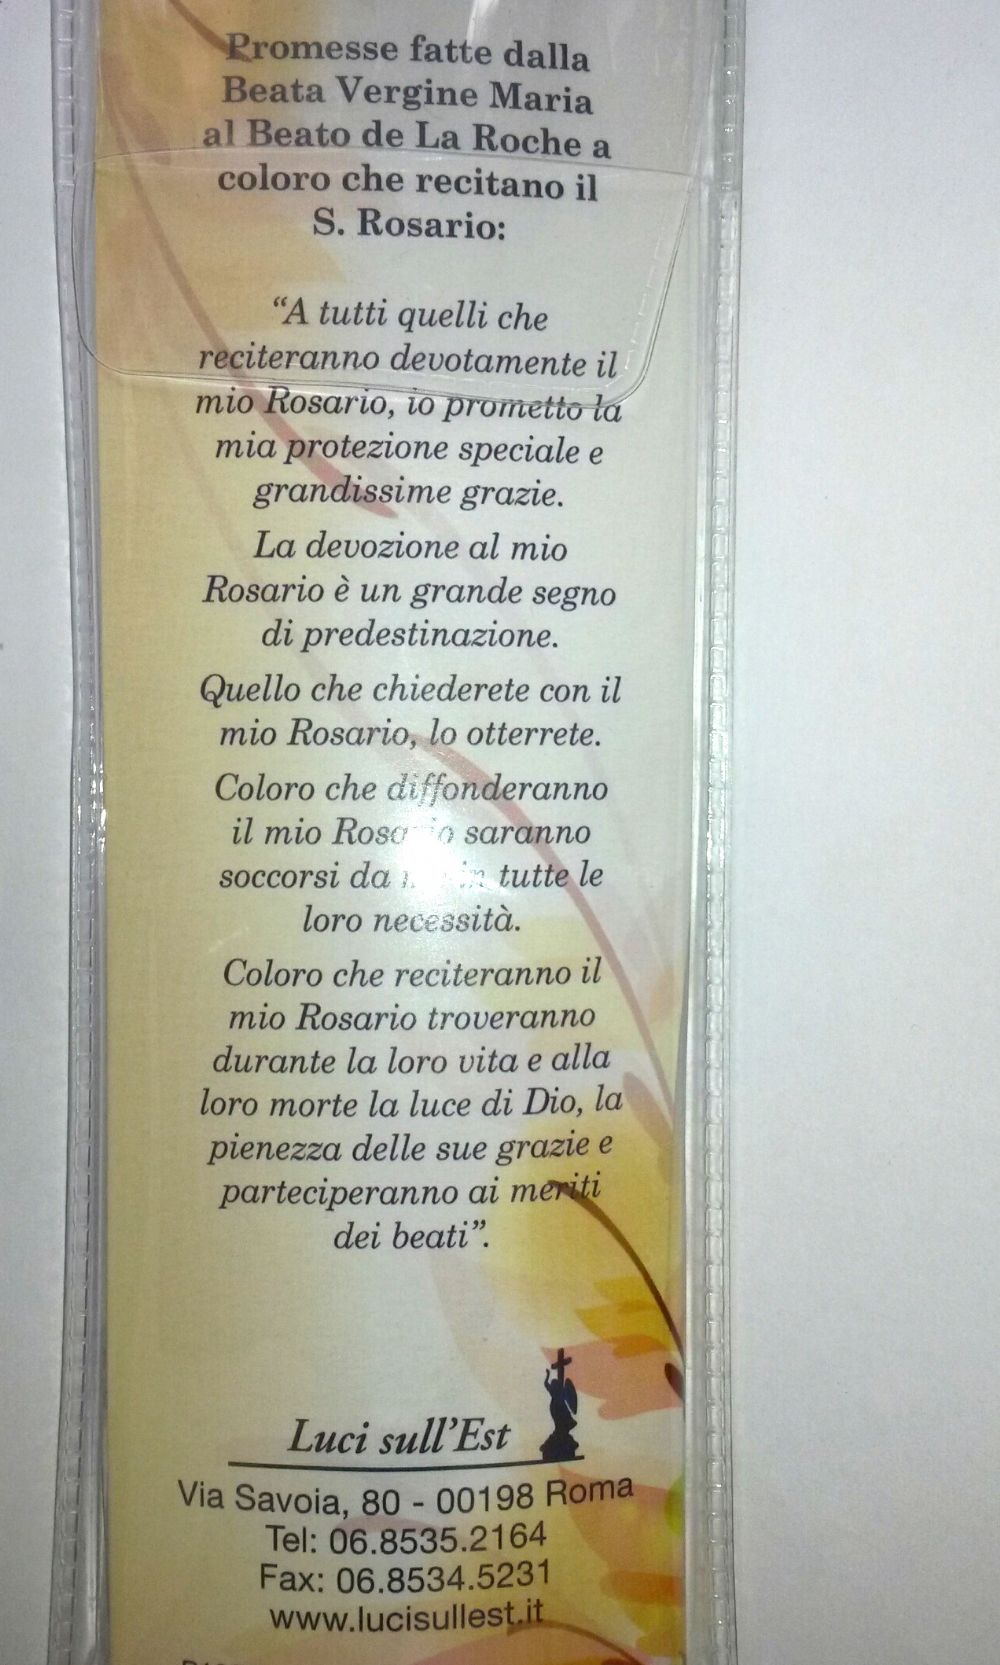 Promesse fatte dalla
Beata Vergine Maria
al Beato de La Roche a
coloro che recitano il
S. Rosario:
“A tutti quelli che
reciteranno devotamente il
mio Rosario, io prometto la
mia protezione speciale e
grandissime grazie.
La devozione al mio
Rosario è un grande segno
di predestinazione.
Quello che chiederete con il
mio Rosario, lo otterrete.
Coloro che diffonderanno
il mio Rosario saranno
soccorsi da in tutte le
loro necessità.
Coloro che reciteranno il
mio Rosario troveranno
durante la loro vita e alla
loro morte la luce di Dio, la
pienezza delle sue grazie e
parteciperanno ai meriti
dei beati”.
Luci sull'Est
Via Savoia, 80 - 00198 Roma
Tel: 06.8535.2164
Fax: 06.8534.5231
www.lucisullest.it